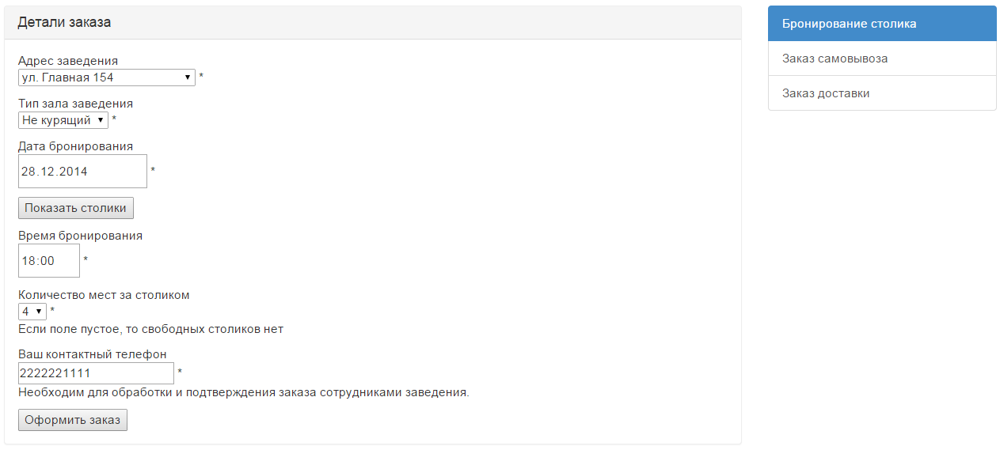 Детали заказа
Адрес заведения
ул. Главная 154 *
Тип зала заведения
Не курящий *
Дата бронирования
28.12.2014 *
Показать столики
Время бронирования
18:00 *
Количество мест за столиком
4 *
Если поле пустое, то свободных столиков нет
Ваш контактный телефон
2222221111 *
Необходим для обработки и подтверждения заказа сотрудниками заведения.
Оформить заказ
Бронирование столика
Заказ самовывоза
Заказ доставки